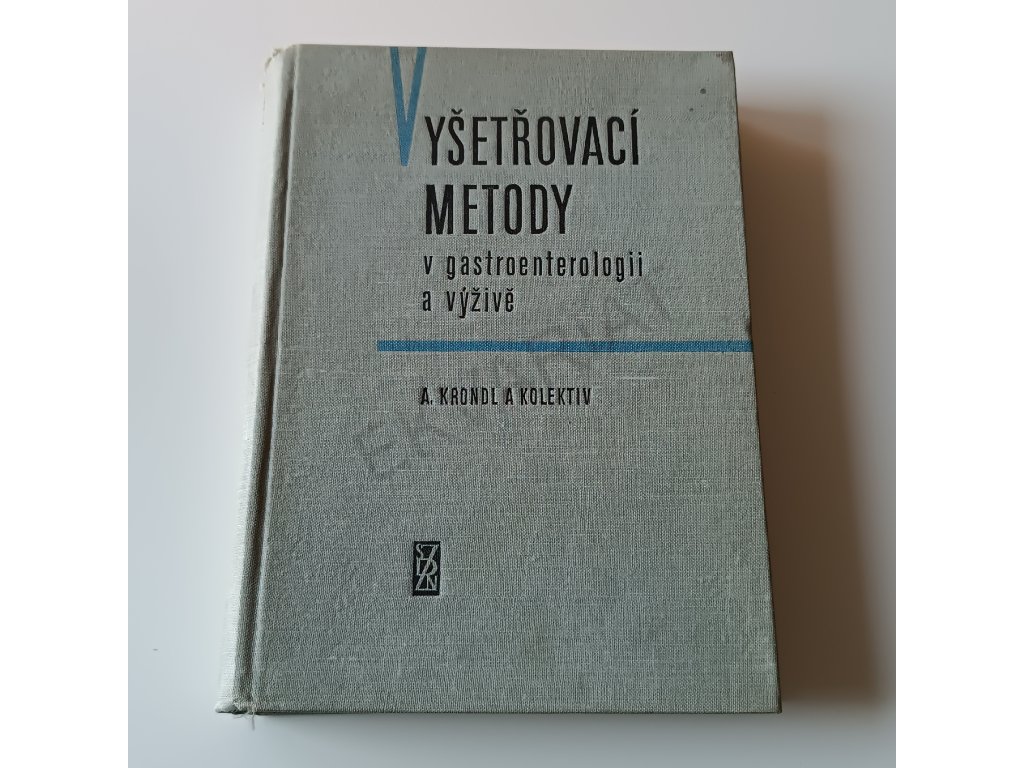 VYŠETŘOVACÍ
METODY
v gastroenterologii
a výživě
A. KRONDL A KOLEKTIV
SZDN